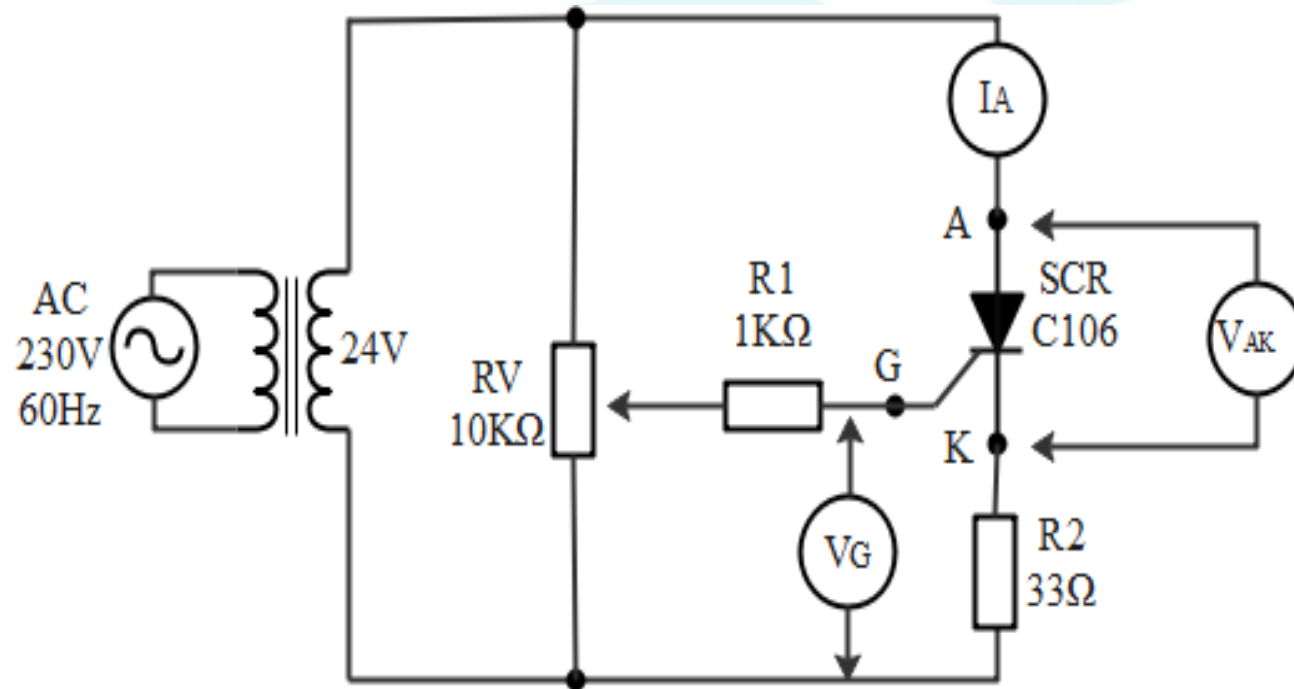 IA
A
SCR
C106
VAK
R1
1KΩ
G
AC
230V
60Hz
24V
RV
10KΩ
K
VG
R2
33Ω